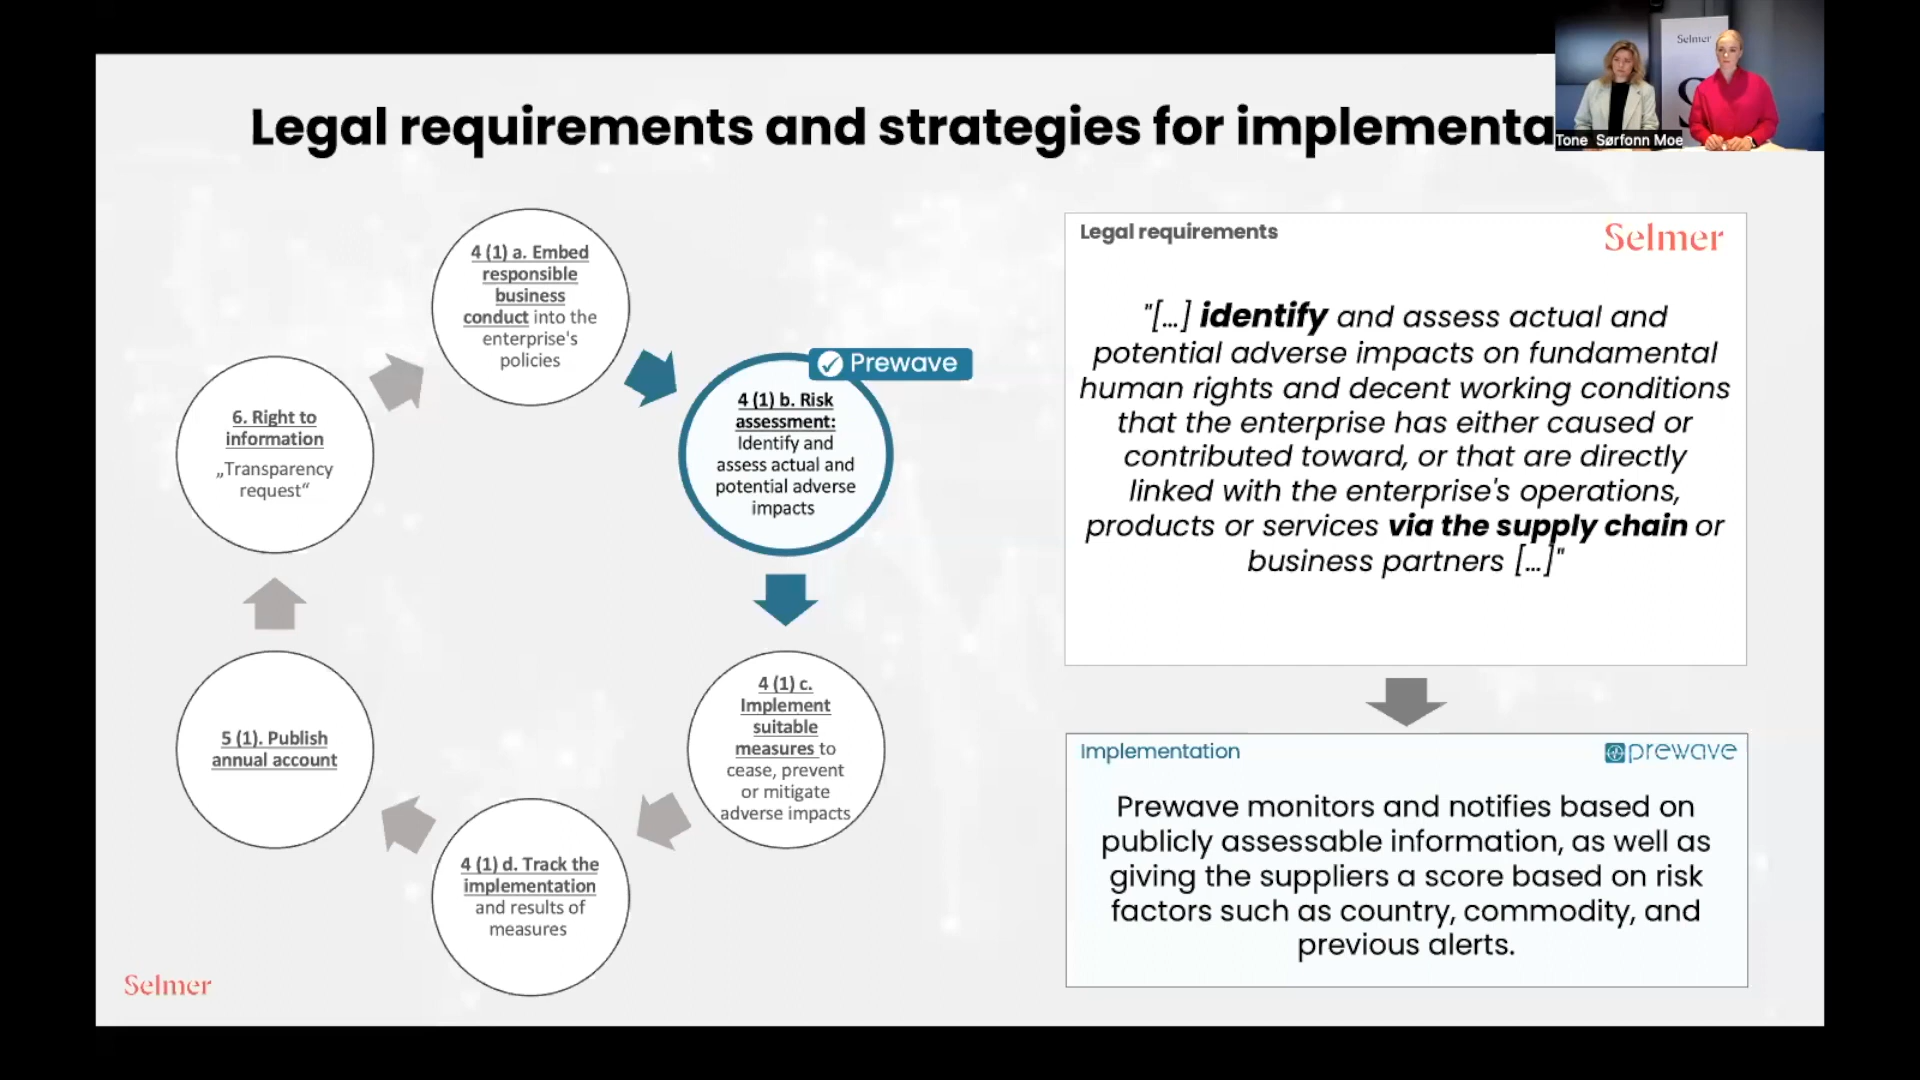 Legal requirements and strategies for implementa
Selmer
Tone Sørfonn Moe
4 (1) a. Embed
responsible
business
conduct into the
enterprise's
policies
Prewave
4 (1) b. Risk
assessment:
Identify and
assess actual and
potential adverse
impacts
4 (1) c.
Implement
suitable
measures to
cease, prevent
or mitigate
adverse impacts
4 (1) d. Track the
implementation
and results of
measures
5 (1). Publish
annual account
6. Right to
information
„Transparency
request“
Legal requirements
Selmer
"[...] identify and assess actual and
potential adverse impacts on fundamental
human rights and decent working conditions
that the enterprise has either caused or
contributed toward, or that are directly
linked with the enterprise's operations,
products or services via the supply chain or
business partners [...]"
Implementation
prewave
Prewave monitors and notifies based on
publicly assessable information, as well as
giving the suppliers a score based on risk
factors such as country, commodity, and
previous alerts.
Selmer